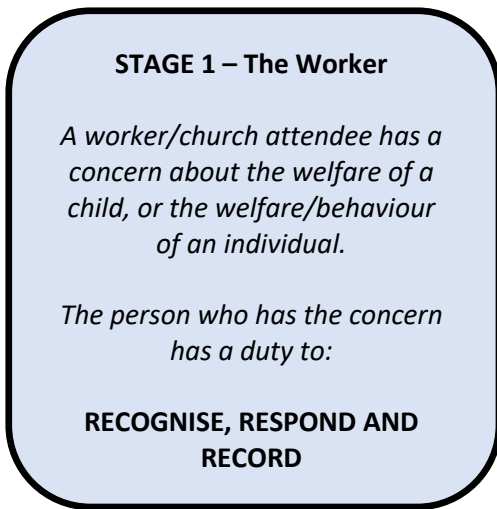 STAGE 1 – The Worker
A worker/church attendee has a
concern about the welfare of a
child, or the welfare/behaviour
of an individual.
The person who has the concern
has a duty to:
RECOGNISE, RESPOND AND
RECORD